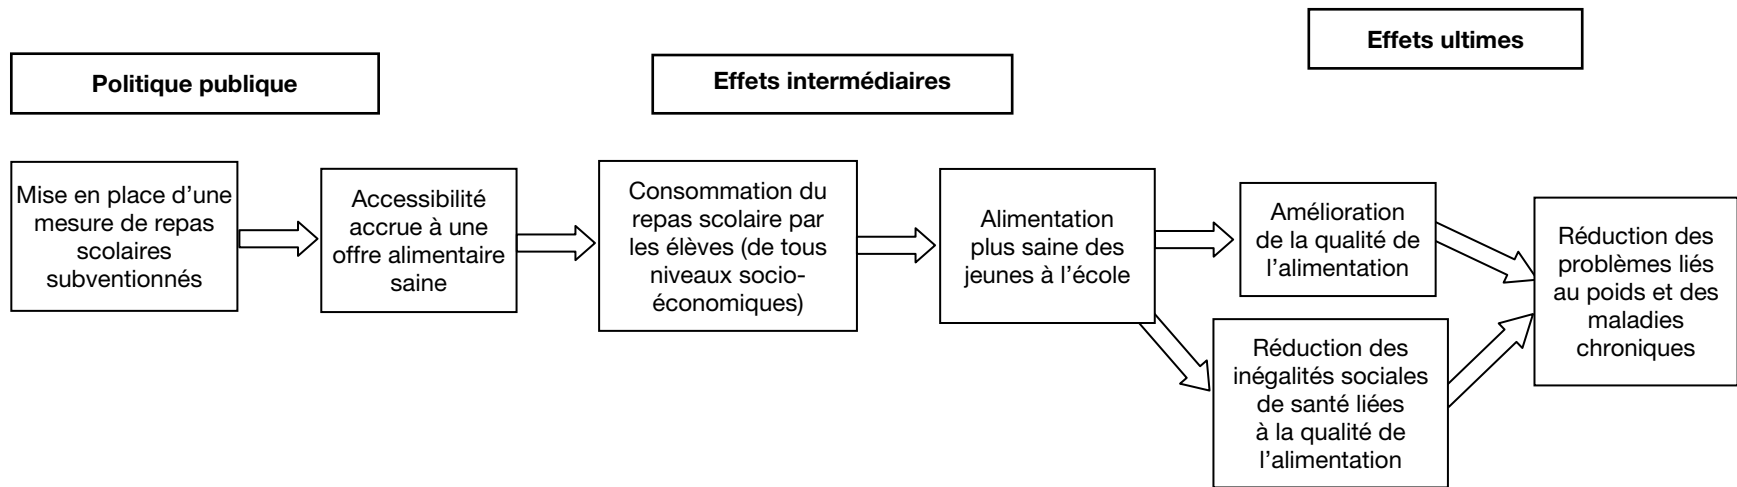 Politique publique
Effets intermédiaires
Effets ultimes
Mise en place d’une
mesure de repas
scolaires
subventionnés
Accessibilité
accrue à une
offre alimentaire
saine
Consommation du
repas scolaire par
les élèves (de tous
niveaux socio-
économiques)
Alimentation
plus saine des
jeunes à l’école
Amélioration
de la qualité de
l’alimentation
Réduction des
inégalités sociales
de santé liées
à la qualité de
l’alimentation
Réduction des
problèmes liés
au poids et des
maladies
chroniques